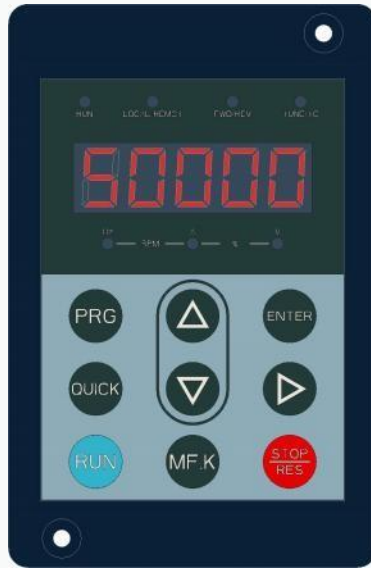 RUN LOCAL/REMOT FWD/REV TUNE/TC
50000
RPM %
PRG ENTER
QUICK
RUN MF.K STOP
RES